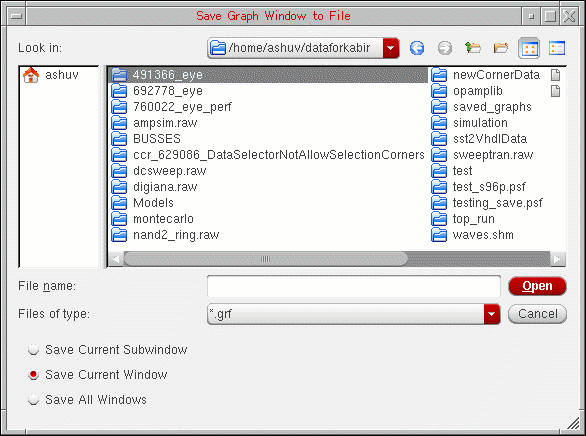 Save Graph Window to File
Look in:
/home/ashuv/dataforkabir
ashuv
491366_eye
692778_eye
760022_eye_perf
ampsim.raw
BUSSES
ccr_629086_DataSelectorNotAllowSelectionCorners
dcsweep.raw
digiana.raw
Models
montecarlo
nand2_ring.raw
newCornerData
opamplib
saved_graphs
simulation
sst2VhdlData
sweeptran.raw
test
test_s96p.psf
testing_save.psf
top_run
waves.shm
File name:
Open
Files of type:
*.grf
Cancel
Save Current Subwindow
Save Current Window
Save All Windows